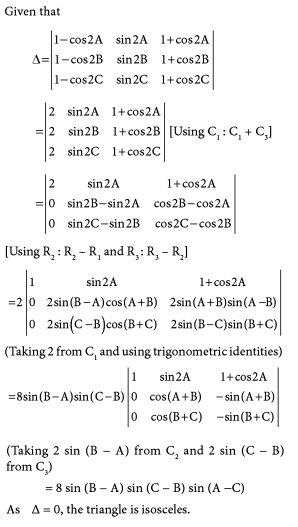 Given that
|1−cos2A sin2A 1+cos2A|
Δ=|1−cos2B sin2B 1+cos2B|
|1−cos2C sin2C 1+cos2C|
|2 sin2A 1+cos2A|
=|2 sin2B 1+cos2B| [Using C₁ : C₁ + C₃]
|2 sin2C 1+cos2C|
|2 sin2A 1+cos2A|
=|0 sin2B−sin2A cos2B−cos2A|
|0 sin2C−sin2B cos2C−cos2B|
[Using R₂ : R₂ − R₁ and R₃ : R₃ − R₂]
|1 sin2A 1+cos2A|
=2|0 2sin(B−A)cos(A+B) 2sin(A+B)sin(A−B)|
|0 2sin(C−B)cos(B+C) 2sin(B−C)sin(B+C)|
(Taking 2 from C₁ and using trigonometric identities)
|1 sin2A 1+cos2A|
=8sin(B−A)sin(C−B)|0 cos(A+B) −sin(A+B)|
|0 cos(B+C) −sin(B+C)|
(Taking 2 sin (B − A) from C₂ and 2 sin (C − B)
from C₃)
= 8 sin (B − A) sin (C − B) sin (A −C)
As Δ = 0, the triangle is isosceles.